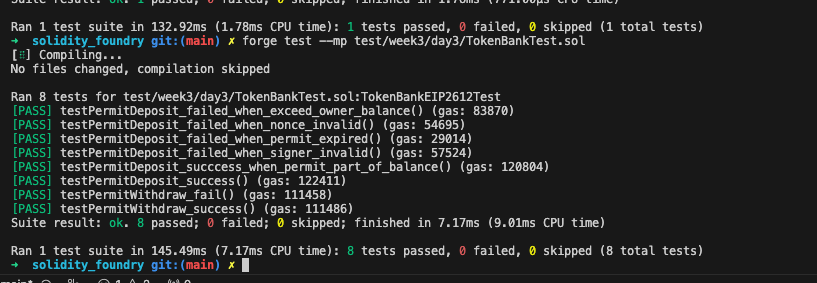 Suite result: ok. 1 passed; 0 failed; 0 skipped; finished in 1.78ms (771.00µs CPU time)
Ran 1 test suite in 132.92ms (1.78ms CPU time): 1 tests passed, 0 failed, 0 skipped (1 total tests)
→ solidity_foundry git:(main) ✗ forge test --mp test/week3/day3/TokenBankTest.sol
[⠿] Compiling...
No files changed, compilation skipped
Ran 8 tests for test/week3/day3/TokenBankTest.sol:TokenBankEIP2612Test
[PASS] testPermitDeposit_failed_when_exceed_owner_balance() (gas: 83870)
[PASS] testPermitDeposit_failed_when_nonce_invalid() (gas: 54695)
[PASS] testPermitDeposit_failed_when_permit_expired() (gas: 29014)
[PASS] testPermitDeposit_failed_when_signer_invalid() (gas: 57524)
[PASS] testPermitDeposit_succcess_when_permit_part_of_balance() (gas: 120804)
[PASS] testPermitDeposit_success() (gas: 122411)
[PASS] testPermitWithdraw_fail() (gas: 111458)
[PASS] testPermitWithdraw_success() (gas: 111486)
Suite result: ok. 8 passed; 0 failed; 0 skipped; finished in 7.17ms (9.01ms CPU time)
Ran 1 test suite in 145.49ms (7.17ms CPU time): 8 tests passed, 0 failed, 0 skipped (8 total tests)
→ solidity_foundry git:(main) ✗